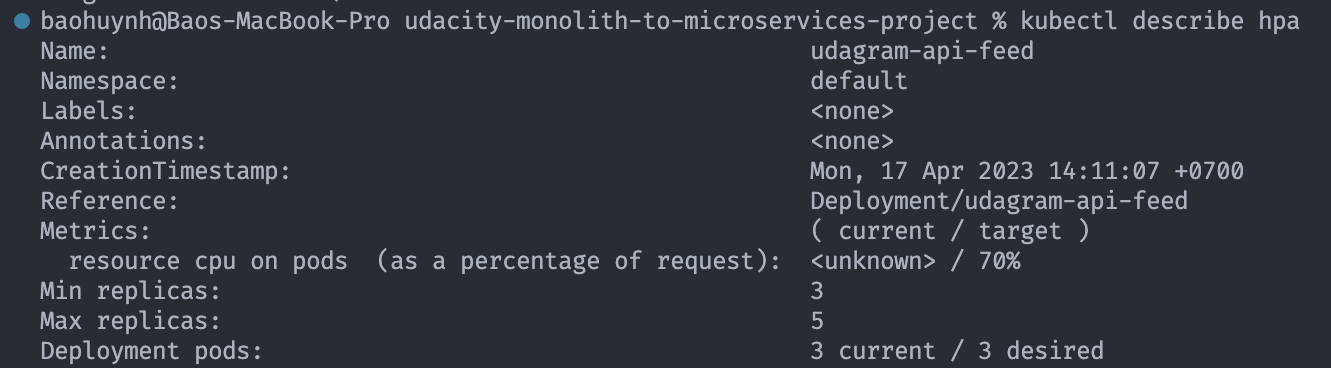 baohuynh@Baos-MacBook-Pro udacity-monolith-to-microservices-project % kubectl describe hpa
Name: udagram-api-feed
Namespace: default
Labels: <none>
Annotations: <none>
CreationTimestamp: Mon, 17 Apr 2023 14:11:07 +0700
Reference: Deployment/udagram-api-feed
Metrics: ( current / target )
resource cpu on pods (as a percentage of request): <unknown> / 70%
Min replicas: 3
Max replicas: 5
Deployment pods: 3 current / 3 desired